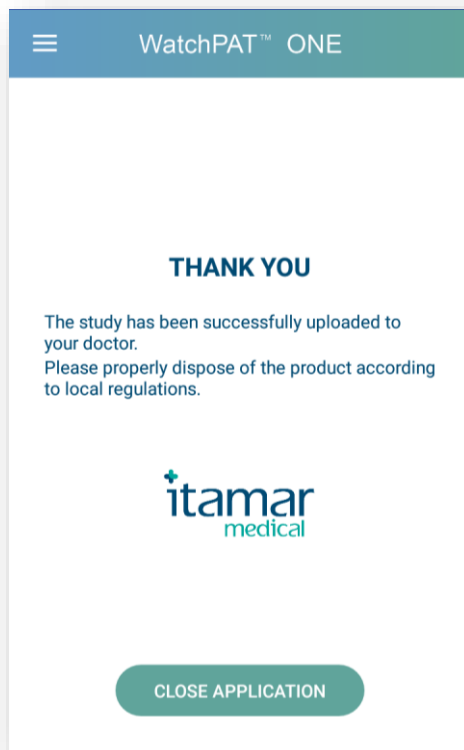 WatchPAT™ ONE
THANK YOU
The study has been successfully uploaded to
your doctor.
Please properly dispose of the product according
to local regulations.
itamar
medical
CLOSE APPLICATION